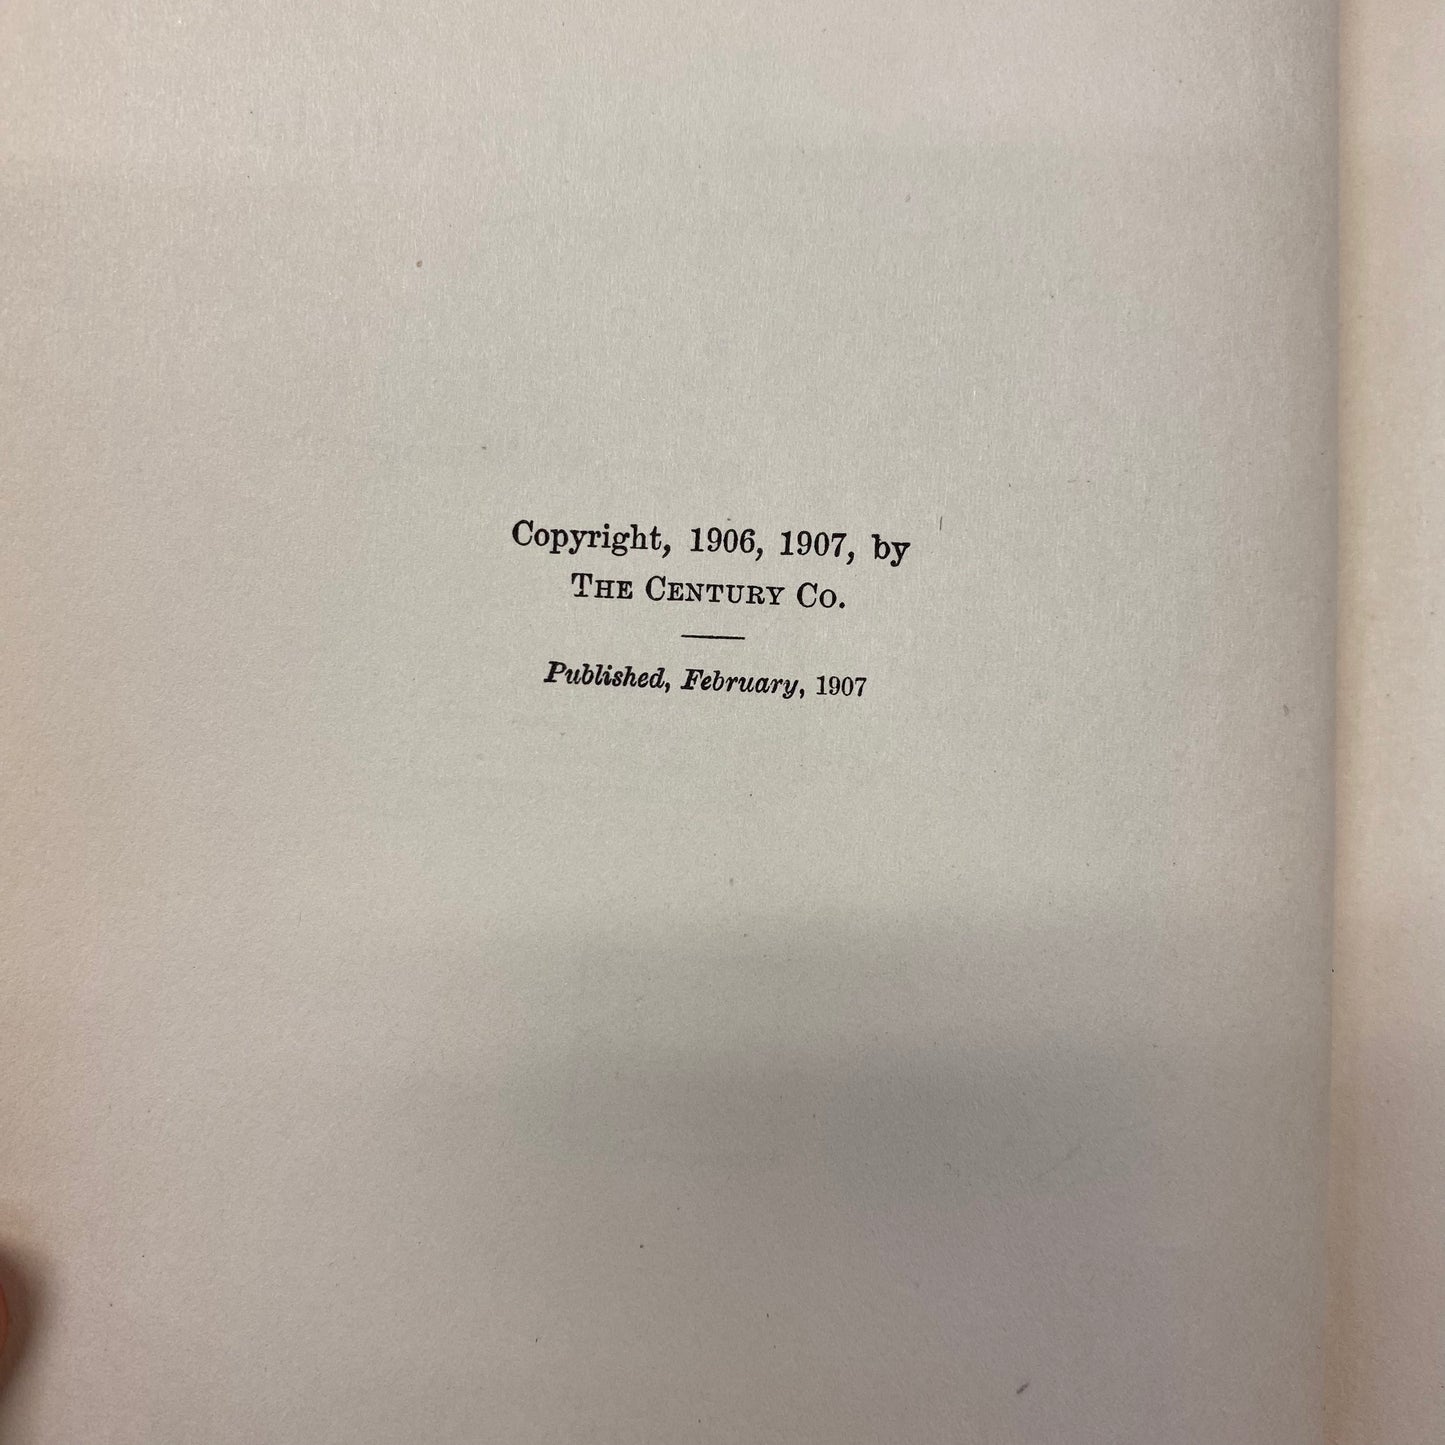 Copyright, 1906, 1907, by
THE CENTURY CO.
Published, February, 1907